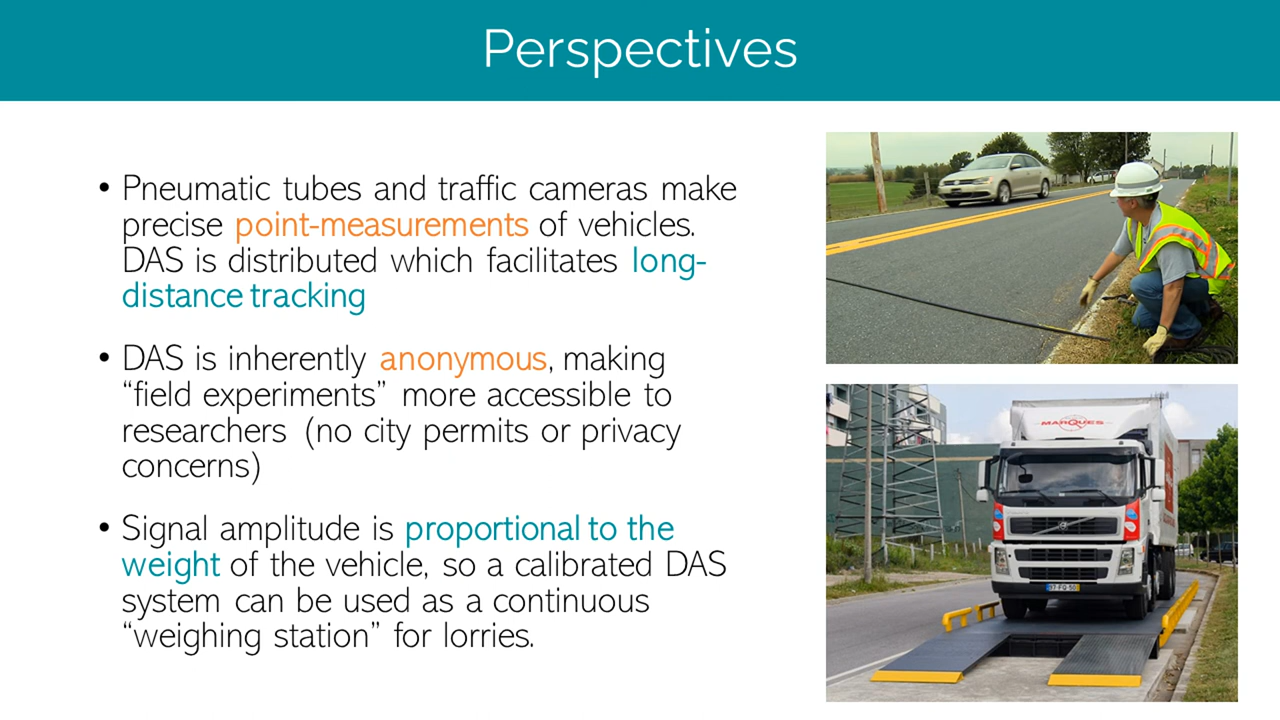 Perspectives
• Pneumatic tubes and traffic cameras make
precise point-measurements of vehicles.
DAS is distributed which facilitates long-
distance tracking
• DAS is inherently anonymous, making
“field experiments” more accessible to
researchers (no city permits or privacy
concerns)
• Signal amplitude is proportional to the
weight of the vehicle, so a calibrated DAS
system can be used as a continuous
“weighing station” for lorries.
MARQUES